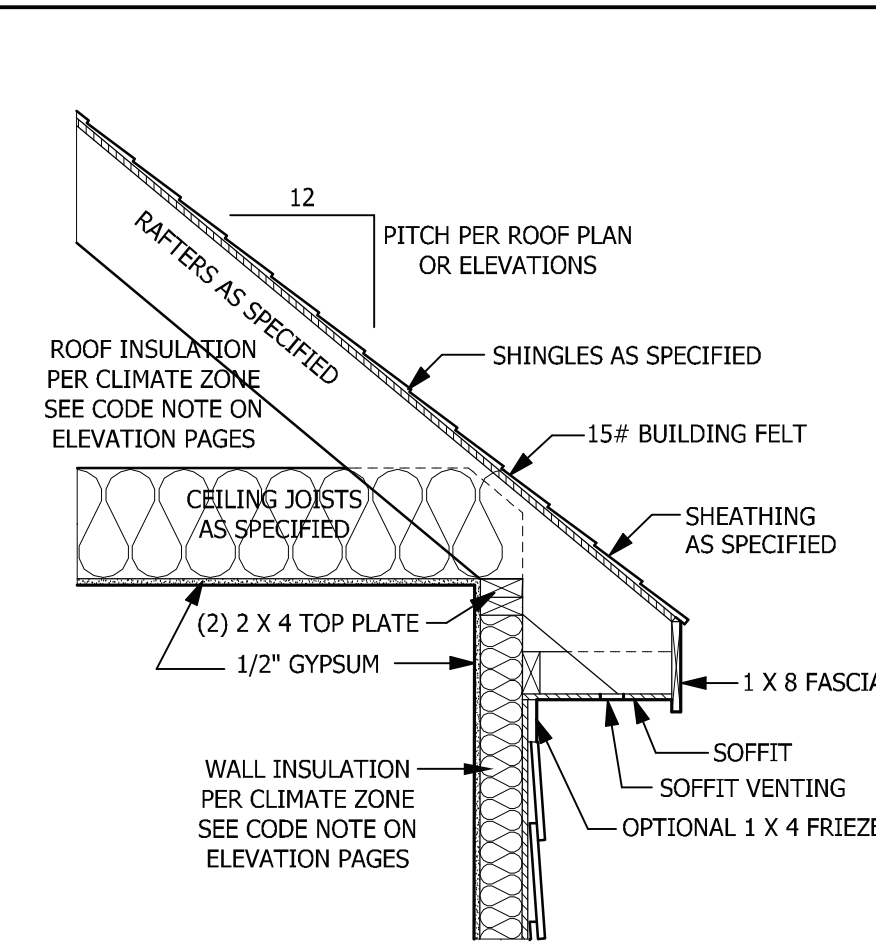 12
PITCH PER ROOF PLAN
OR ELEVATIONS
RAFTERS AS SPECIFIED
ROOF INSULATION
PER CLIMATE ZONE
SEE CODE NOTE ON
ELEVATION PAGES
SHINGLES AS SPECIFIED
15# BUILDING FELT
CEILING JOISTS
AS SPECIFIED
SHEATHING
AS SPECIFIED
(2) 2 X 4 TOP PLATE
1/2" GYPSUM
1 X 8 FASCIA
SOFFIT
SOFFIT VENTING
OPTIONAL 1 X 4 FRIEZE
WALL INSULATION
PER CLIMATE ZONE
SEE CODE NOTE ON
ELEVATION PAGES